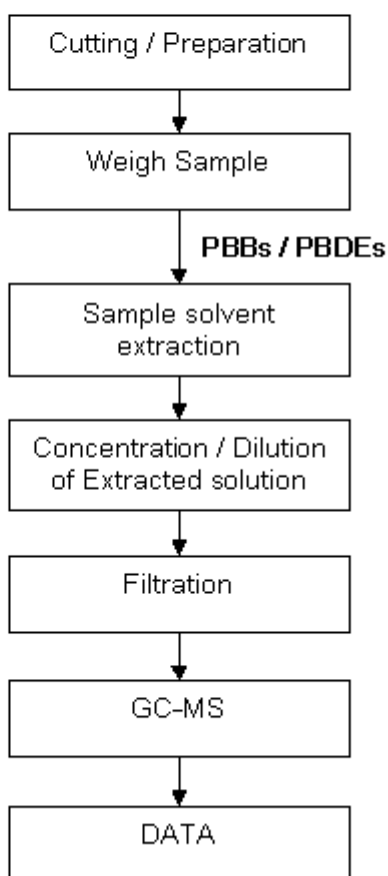 Cutting / Preparation
Weigh Sample
PBBs / PBDEs
Sample solvent
extraction
Concentration / Dilution
of Extracted solution
Filtration
GC-MS
DATA